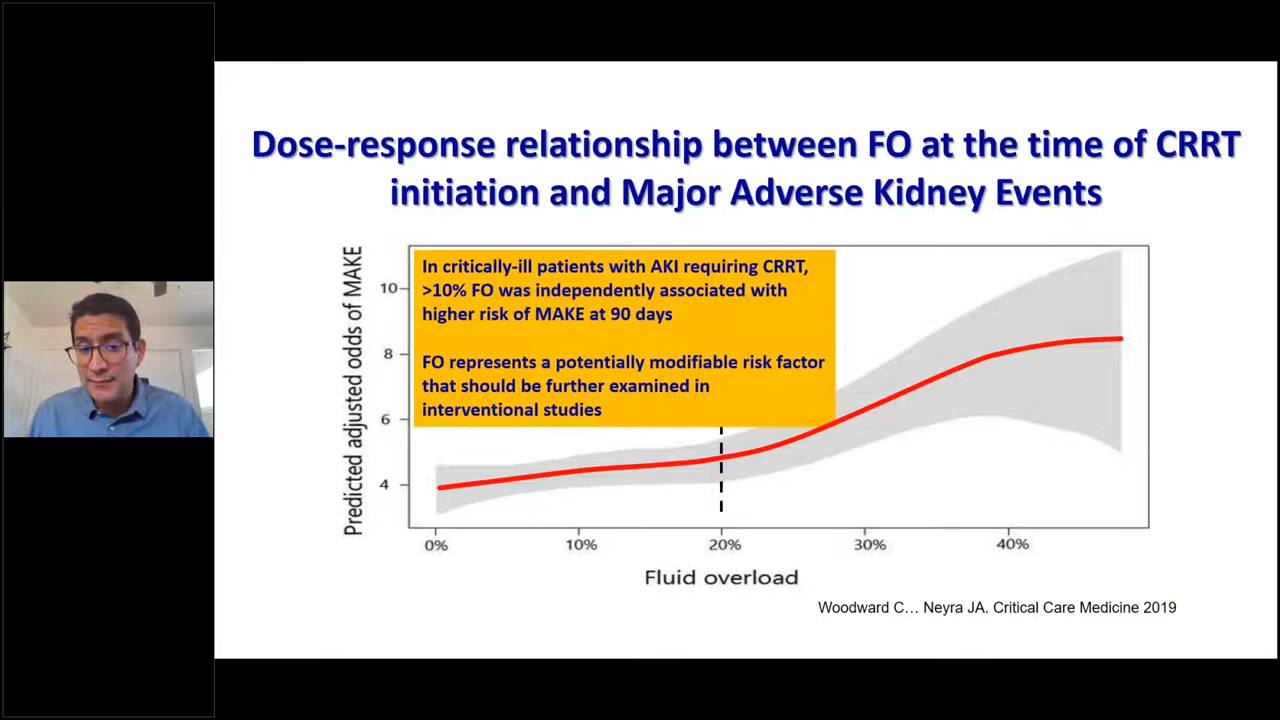 Dose-response relationship between FO at the time of CRRT
initiation and Major Adverse Kidney Events
In critically-ill patients with AKI requiring CRRT,
>10% FO was independently associated with
higher risk of MAKE at 90 days
FO represents a potentially modifiable risk factor
that should be further examined in
interventional studies
Predicted adjusted odds of MAKE
10
8
6
4
0%
10%
20%
30%
40%
Fluid overload
Woodward C… Neyra JA. Critical Care Medicine 2019